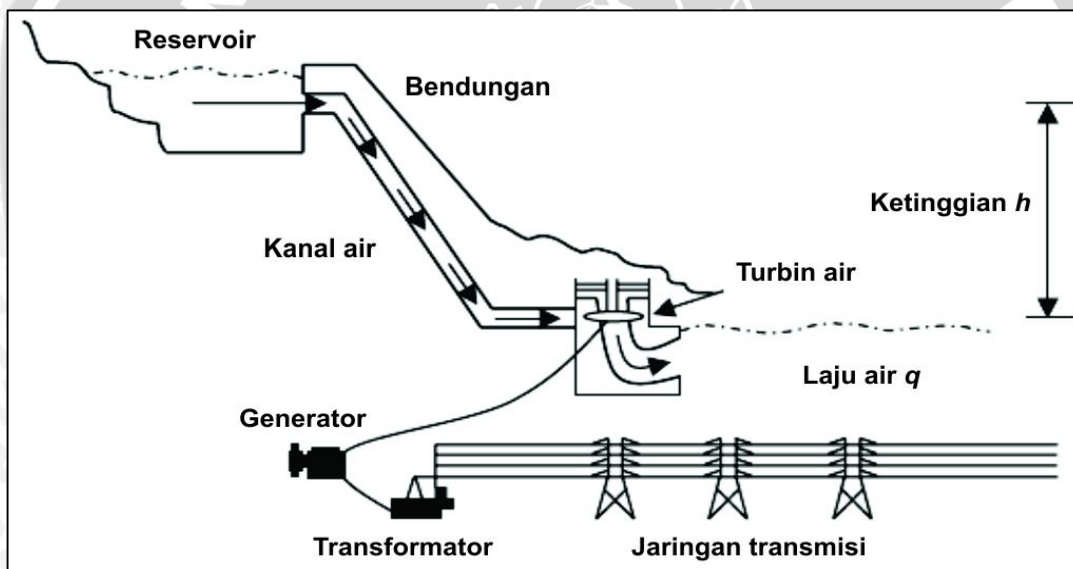 Reservoir
Bendungan
Ketinggian h
Kanal air
Turbin air
Laju air q
Generator
Transformator
Jaringan transmisi